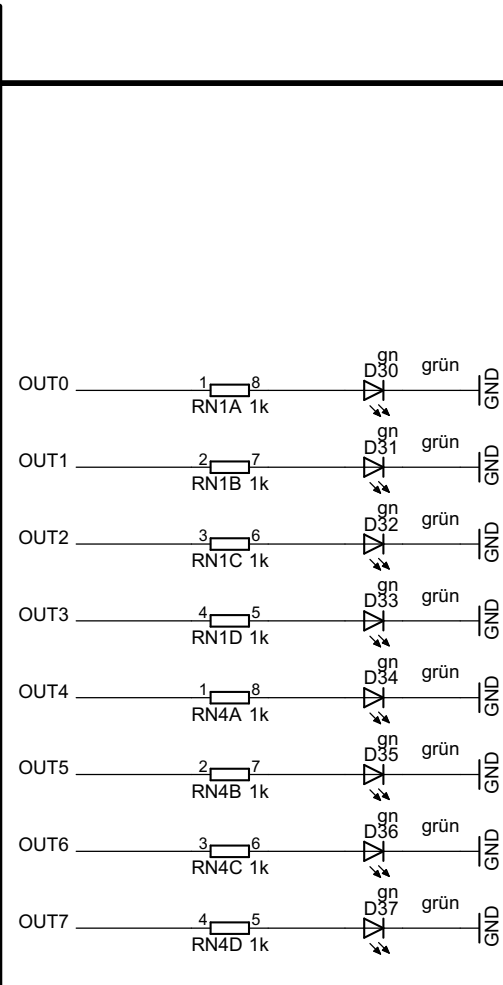 gn
D30 grün
OUT0 1 8 GND
RN1A 1k
gn
D31 grün
OUT1 2 7 GND
RN1B 1k
gn
D32 grün
OUT2 3 6 GND
RN1C 1k
gn
D33 grün
OUT3 4 5 GND
RN1D 1k
gn
D34 grün
OUT4 1 8 GND
RN4A 1k
gn
D35 grün
OUT5 2 7 GND
RN4B 1k
gn
D36 grün
OUT6 3 6 GND
RN4C 1k
gn
D37 grün
OUT7 4 5 GND
RN4D 1k